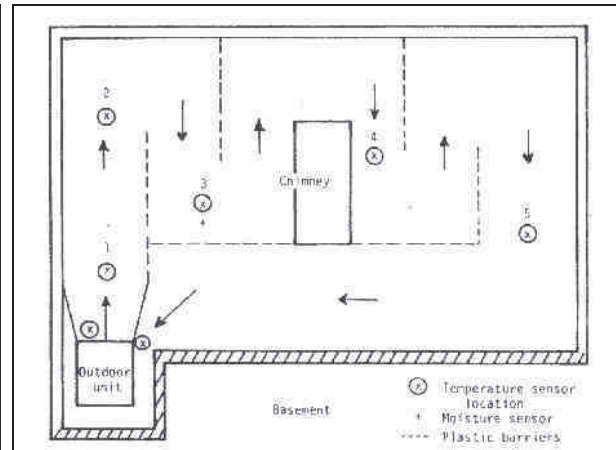 2
4
3
Chimney
5
1
Outdoor
unit
Basement
Temperature sensor
location
Moisture sensor
Plastic barriers